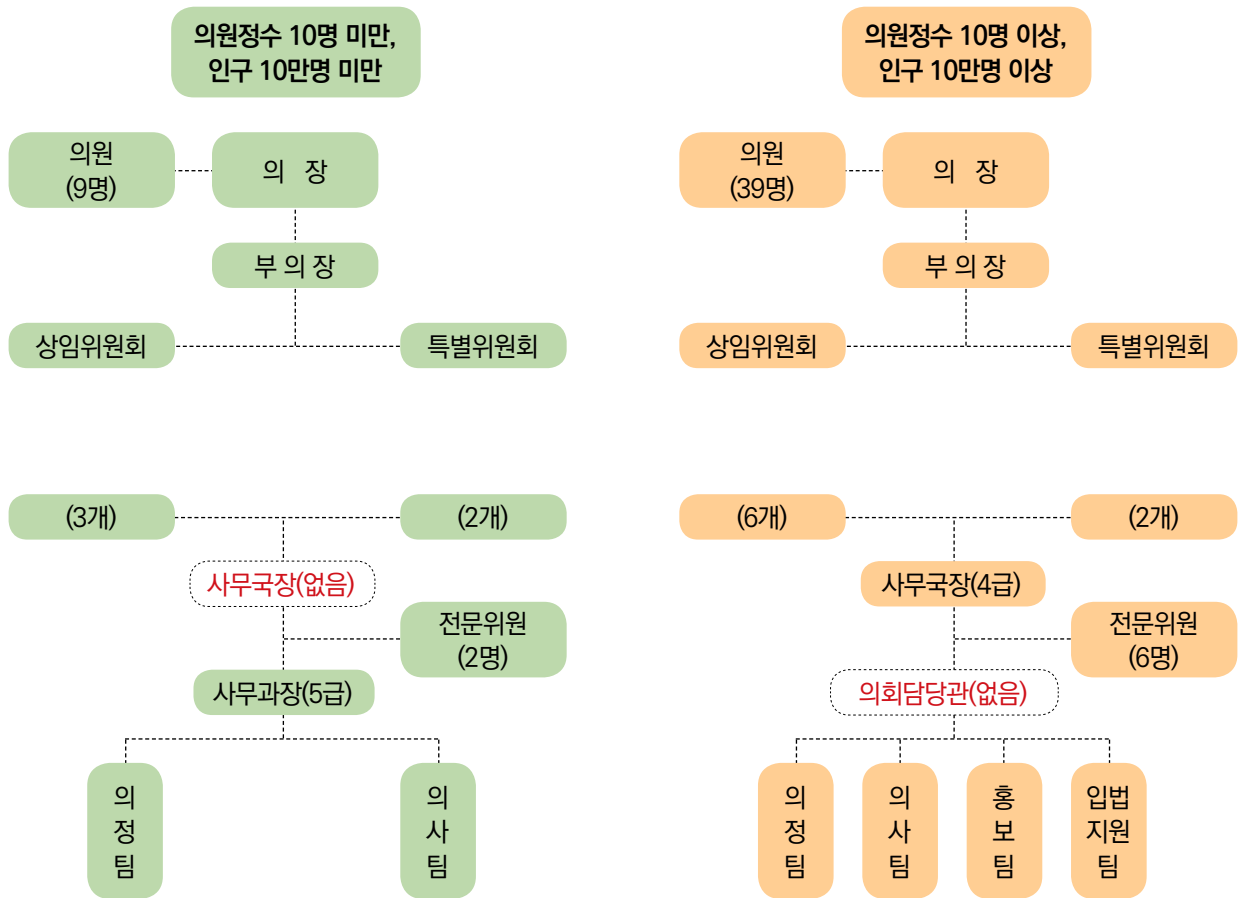 의원정수 10명 미만,
인구 10만명 미만
의원
(9명)
의 장
부 의 장
상임위원회
특별위원회
(3개)
(2개)
사무국장(없음)
전문위원
(2명)
사무과장(5급)
의
정
팀
의
사
팀
의원정수 10명 이상,
인구 10만명 이상
의원
(39명)
의 장
부 의 장
상임위원회
특별위원회
(6개)
(2개)
사무국장(4급)
전문위원
(6명)
의회담당관(없음)
의
정
팀
의
사
팀
홍
보
팀
입법
지원
팀